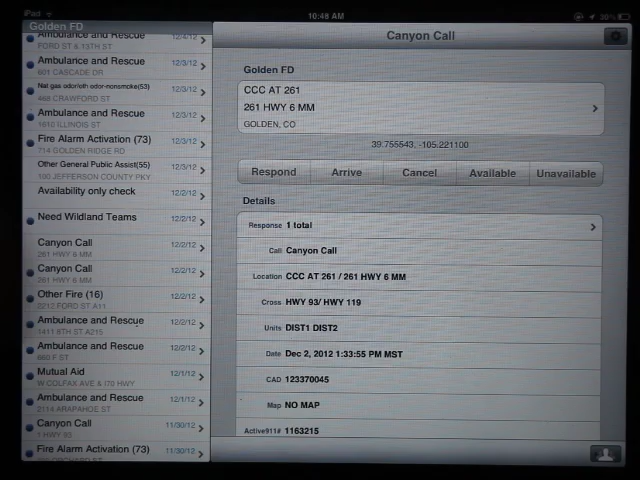 iPad
10:48 AM
30%
Golden FD
Ambulance and Rescue
12/4/12
FORD ST & 13TH ST
Ambulance and Rescue
12/3/12
601 CASCADE DR
Nat gas odor/oth odor-nonsmoke(53)
12/3/12
468 CRAWFORD ST
Ambulance and Rescue
12/3/12
1610 ILLINOIS ST
Fire Alarm Activation (73)
12/3/12
714 GOLDEN RIDGE RD
Other General Public Assist(55)
12/3/12
100 JEFFERSON COUNTY PKY
Availability only check
12/2/12
Need Wildland Teams
12/2/12
Canyon Call
12/2/12
261 HWY 6 MM
Canyon Call
12/2/12
261 HWY 6 MM
Other Fire (16)
12/2/12
2212 FORD ST A11
Ambulance and Rescue
12/2/12
1411 8TH ST A215
Ambulance and Rescue
12/2/12
660 F ST
Mutual Aid
12/1/12
W COLFAX AVE & I70 HWY
Ambulance and Rescue
12/1/12
2114 ARAPAHOE ST
Canyon Call
11/30/12
1 HWY 93
Fire Alarm Activation (73)
11/30/12
ORCHARD ST
Canyon Call
Golden FD
CCC AT 261
261 HWY 6 MM
GOLDEN, CO
39.755543, -105.221100
Respond Arrive Cancel Available Unavailable
Details
Response 1 total
Call Canyon Call
Location CCC AT 261 / 261 HWY 6 MM
Cross HWY 93/ HWY 119
Units DIST1 DIST2
Date Dec 2, 2012 1:33:55 PM MST
CAD 123370045
Map NO MAP
Active911# 1163215